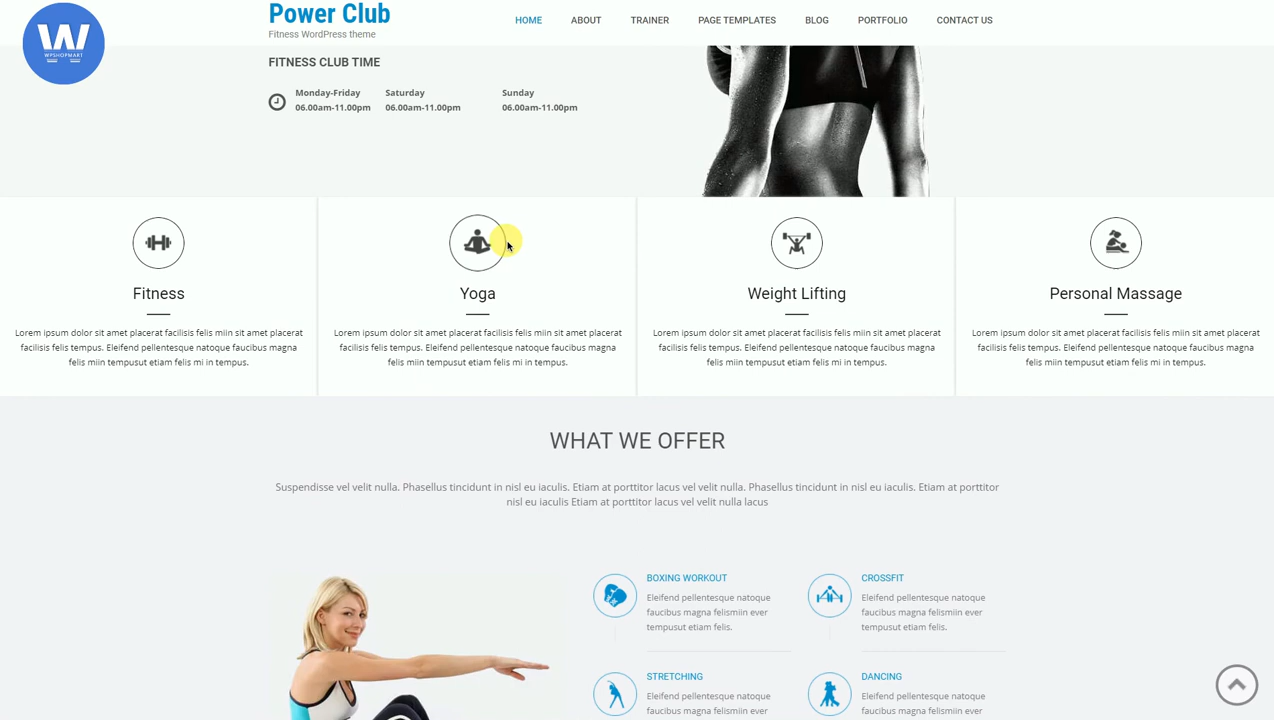 W
WPSHOPMART
Power Club
Fitness WordPress theme
HOME ABOUT TRAINER PAGE TEMPLATES BLOG PORTFOLIO CONTACT US
FITNESS CLUB TIME
Monday-Friday Saturday Sunday
06.00am-11.00pm 06.00am-11.00pm 06.00am-11.00pm
Fitness
Lorem ipsum dolor sit amet placerat facilisis felis miin sit amet placerat
facilisis felis tempus. Eleifend pellentesque natoque faucibus magna
felis miin tempusut etiam felis mi in tempus.
Yoga
Lorem ipsum dolor sit amet placerat facilisis felis miin sit amet placerat
facilisis felis tempus. Eleifend pellentesque natoque faucibus magna
felis miin tempusut etiam felis mi in tempus.
Weight Lifting
Lorem ipsum dolor sit amet placerat facilisis felis miin sit amet placerat
facilisis felis tempus. Eleifend pellentesque natoque faucibus magna
felis miin tempusut etiam felis mi in tempus.
Personal Massage
Lorem ipsum dolor sit amet placerat facilisis felis miin sit amet placerat
facilisis felis tempus. Eleifend pellentesque natoque faucibus magna
felis miin tempusut etiam felis mi in tempus.
WHAT WE OFFER
Suspendisse vel velit nulla. Phasellus tincidunt in nisl eu iaculis. Etiam at porttitor lacus vel velit nulla. Phasellus tincidunt in nisl eu iaculis. Etiam at porttitor
nisl eu iaculis Etiam at porttitor lacus vel velit nulla lacus
BOXING WORKOUT
Eleifend pellentesque natoque
faucibus magna felismiin ever
tempusut etiam felis.
CROSSFIT
Eleifend pellentesque natoque
faucibus magna felismiin ever
tempusut etiam felis.
STRETCHING
Eleifend pellentesque natoque
faucibus magna felismiin ever
DANCING
Eleifend pellentesque natoque
faucibus magna felismiin ever